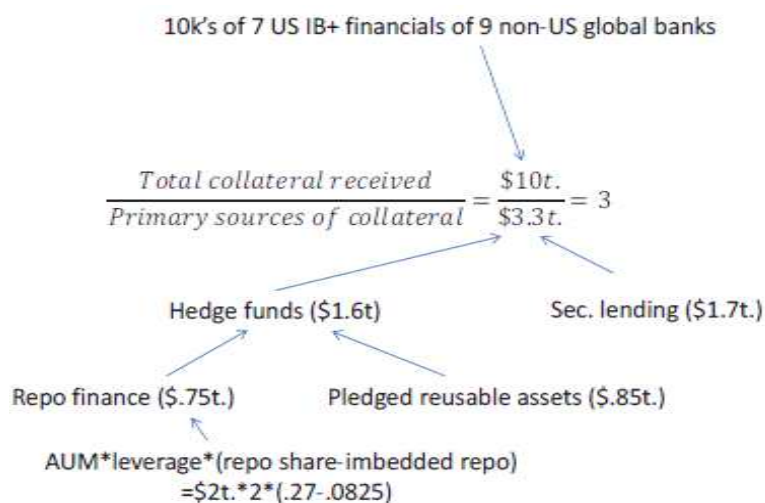 10k's of 7 US IB+ financials of 9 non-US global banks
Total collateral received
Primary sources of collateral
=
$10t.
$3.3t.
= 3
Hedge funds ($1.6t)
Sec. lending ($1.7t.)
Repo finance ($.75t.)
Pledged reusable assets ($.85t.)
AUM*leverage*(repo share-imbedded repo)
=$2t.*2*(.27-.0825)